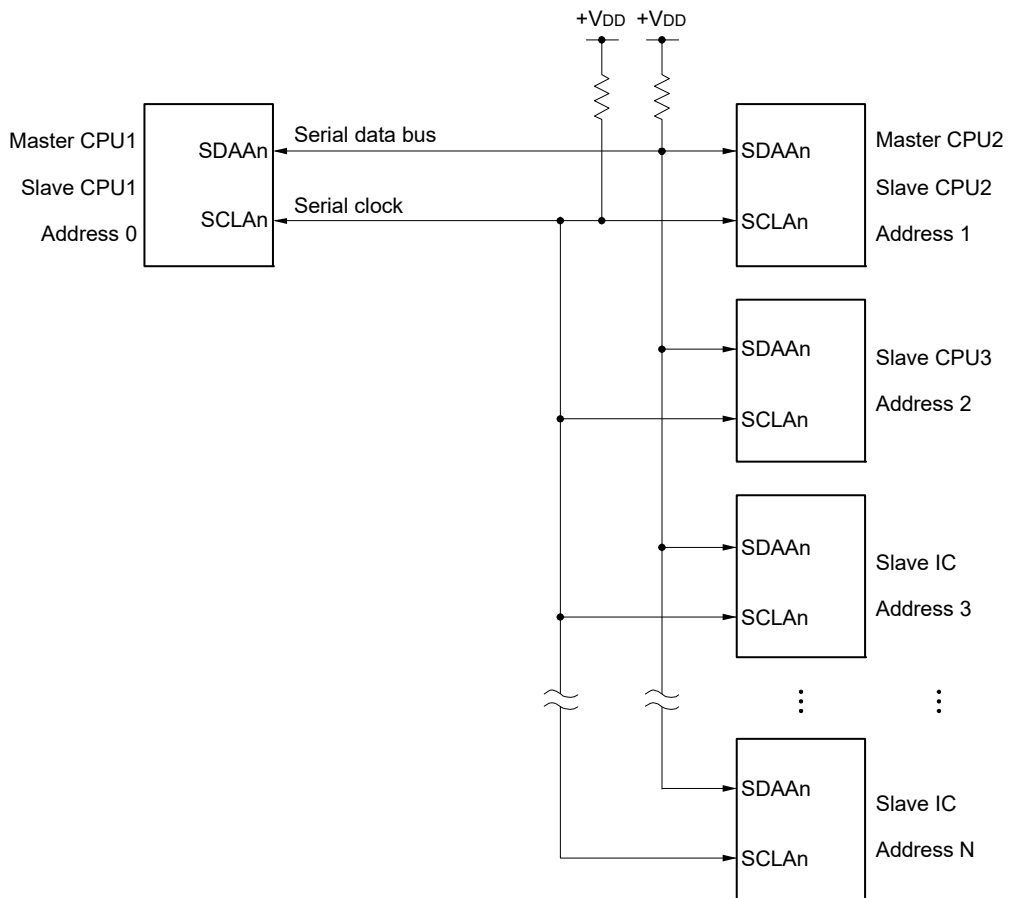 +VDD +VDD
Master CPU1
Slave CPU1
Address 0
SDAAn
SCLAn
Serial data bus
Serial clock
SDAAn
SCLAn
Master CPU2
Slave CPU2
Address 1
SDAAn
SCLAn
Slave CPU3
Address 2
SDAAn
SCLAn
Slave IC
Address 3
SDAAn
SCLAn
Slave IC
Address N